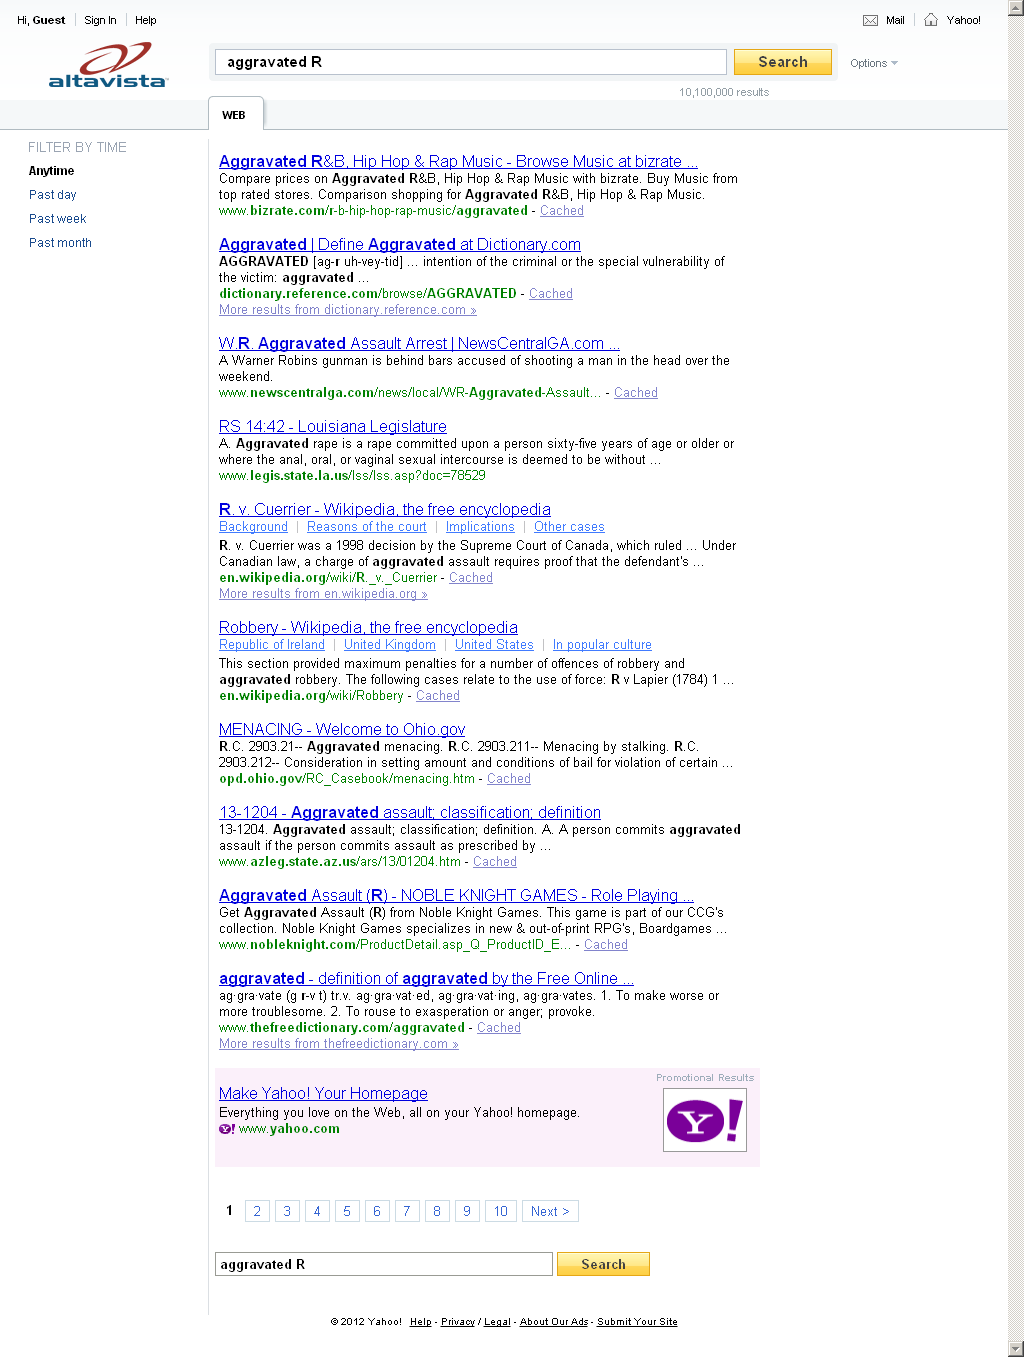 Hi, Guest Sign In Help Mail Yahoo!
altavista
aggravated R Search Options
10,100,000 results
WEB
FILTER BY TIME
Anytime
Past day
Past week
Past month
Aggravated R&B, Hip Hop & Rap Music - Browse Music at bizrate ...
Compare prices on Aggravated R&B, Hip Hop & Rap Music with bizrate. Buy Music from
top rated stores. Comparison shopping for Aggravated R&B, Hip Hop & Rap Music.
www.bizrate.com/r-b-hip-hop-rap-music/aggravated - Cached
Aggravated | Define Aggravated at Dictionary.com
AGGRAVATED [ag-r uh-vey-tid] ... intention of the criminal or the special vulnerability of
the victim: aggravated ...
dictionary.reference.com/browse/AGGRAVATED - Cached
More results from dictionary.reference.com »
W.R. Aggravated Assault Arrest | NewsCentralGA.com ...
A Warner Robins gunman is behind bars accused of shooting a man in the head over the
weekend.
www.newscentralga.com/news/local/WR-Aggravated-Assault... - Cached
RS 14:42 - Louisiana Legislature
A. Aggravated rape is a rape committed upon a person sixty-five years of age or older or
where the anal, oral, or vaginal sexual intercourse is deemed to be without ...
www.legis.state.la.us/lss/lss.asp?doc=78529
R. v. Cuerrier - Wikipedia, the free encyclopedia
Background | Reasons of the court | Implications | Other cases
R. v. Cuerrier was a 1998 decision by the Supreme Court of Canada, which ruled ... Under
Canadian law, a charge of aggravated assault requires proof that the defendant's ...
en.wikipedia.org/wiki/R._v._Cuerrier - Cached
More results from en.wikipedia.org »
Robbery - Wikipedia, the free encyclopedia
Republic of Ireland | United Kingdom | United States | In popular culture
This section provided maximum penalties for a number of offences of robbery and
aggravated robbery. The following cases relate to the use of force: R v Lapier (1784) 1 ...
en.wikipedia.org/wiki/Robbery - Cached
MENACING - Welcome to Ohio.gov
R.C. 2903.21-- Aggravated menacing. R.C. 2903.211-- Menacing by stalking. R.C.
2903.212-- Consideration in setting amount and conditions of bail for violation of certain ...
opd.ohio.gov/RC_Casebook/menacing.htm - Cached
13-1204 - Aggravated assault; classification; definition
13-1204. Aggravated assault; classification; definition. A. A person commits aggravated
assault if the person commits assault as prescribed by ...
www.azleg.state.az.us/ars/13/01204.htm - Cached
Aggravated Assault (R) - NOBLE KNIGHT GAMES - Role Playing ...
Get Aggravated Assault (R) from Noble Knight Games. This game is part of our CCG's
collection. Noble Knight Games specializes in new & out-of-print RPG's, Boardgames ...
www.nobleknight.com/ProductDetail.asp_Q_ProductID_E... - Cached
aggravated - definition of aggravated by the Free Online ...
ag·gra·vate (g r-v t) tr.v. ag·gra·vat·ed, ag·gra·vat·ing, ag·gra·vates. 1. To make worse or
more troublesome. 2. To rouse to exasperation or anger; provoke.
www.thefreedictionary.com/aggravated - Cached
More results from thefreedictionary.com »
Promotional Results
Make Yahoo! Your Homepage
Everything you love on the Web, all on your Yahoo! homepage.
Y! www.yahoo.com
Y!
1 2 3 4 5 6 7 8 9 10 Next >
aggravated R Search
© 2012 Yahoo! Help - Privacy / Legal - About Our Ads - Submit Your Site